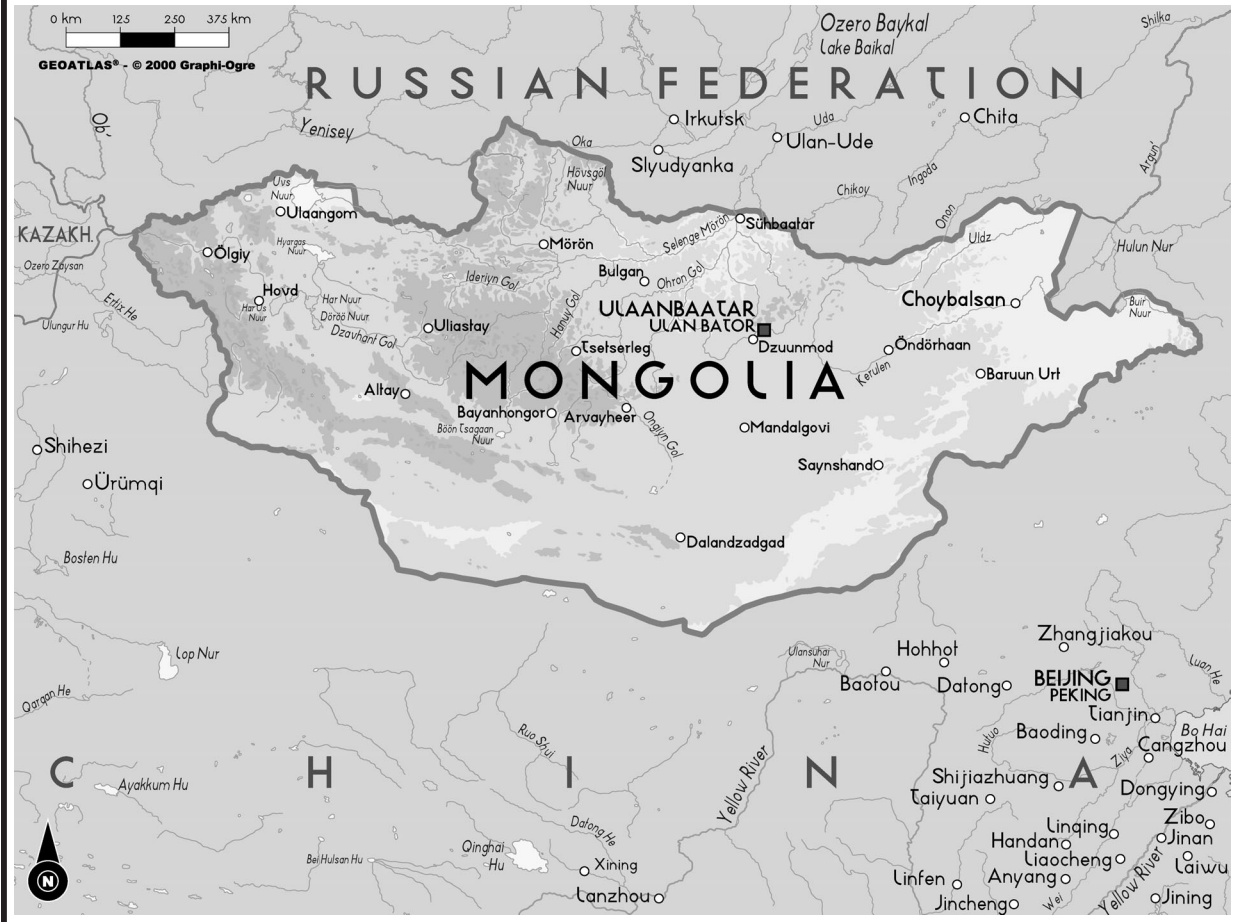 0 km 125 250 375 km
GEOATLAS® - © 2000 Graphi-Ogre
Ozero Baykal
Lake Baikal
Shilka
RUSSIAN FEDERATION
Ob'
Yenisey
Irkutsk
Uda
Chita
Oka
Ulan-Ude
Slyudyanka
Argun'
Hövsgöl
Nuur
Ingoda
Chikoy
Uvs
Nuur
Ulaangom
Onon
KAZAKH.
Selenge Mörön
Sühbaatar
Uldz
Hulun Nur
Ölgiy
Hyargas
Nuur
Mörön
Ozero Zaysan
Bulgan
Ohron Gol
Ideriyn Gol
Hovd
Har Us
Nuur
Har Nuur
Döröö Nuur
Dzavhant Gol
Ertix He
Ulungur Hu
Hanuy Gol
ULAANBAATAR
ULAN BATOR
Choybalsan
Buir
Nuur
Uliastay
Tsetserleg
Dzuunmod
Öndörhaan
Kerulen
Baruun Urt
MONGOLIA
Altay
Bayanhongor
Arvayheer
Böön Tsagaan
Nuur
Ongiyn Gol
Mandalgovi
Shihezi
Saynshand
Ürümqi
Dalandzadgad
Bosten Hu
Zhangjiakou
Hohhot
Ulansuhai
Nur
Lop Nur
Luan He
Baotou
Datong
BEIJING
PEKING
Qarqan He
Tianjin
Ruo Shui
Hutuo
Baoding
Bo Hai
Cangzhou
Ziya
CHINA
Yellow River
Ayakkum Hu
Shijiazhuang
Taiyuan
Dongying
Datong He
Linqing
Zibo
Handan
Jinan
Qinghai
Hu
Bei Hulsan Hu
Xining
Liaocheng
Laiwu
Linfen
Anyang
Yellow River
Lanzhou
Jincheng
Wei
Jining
N